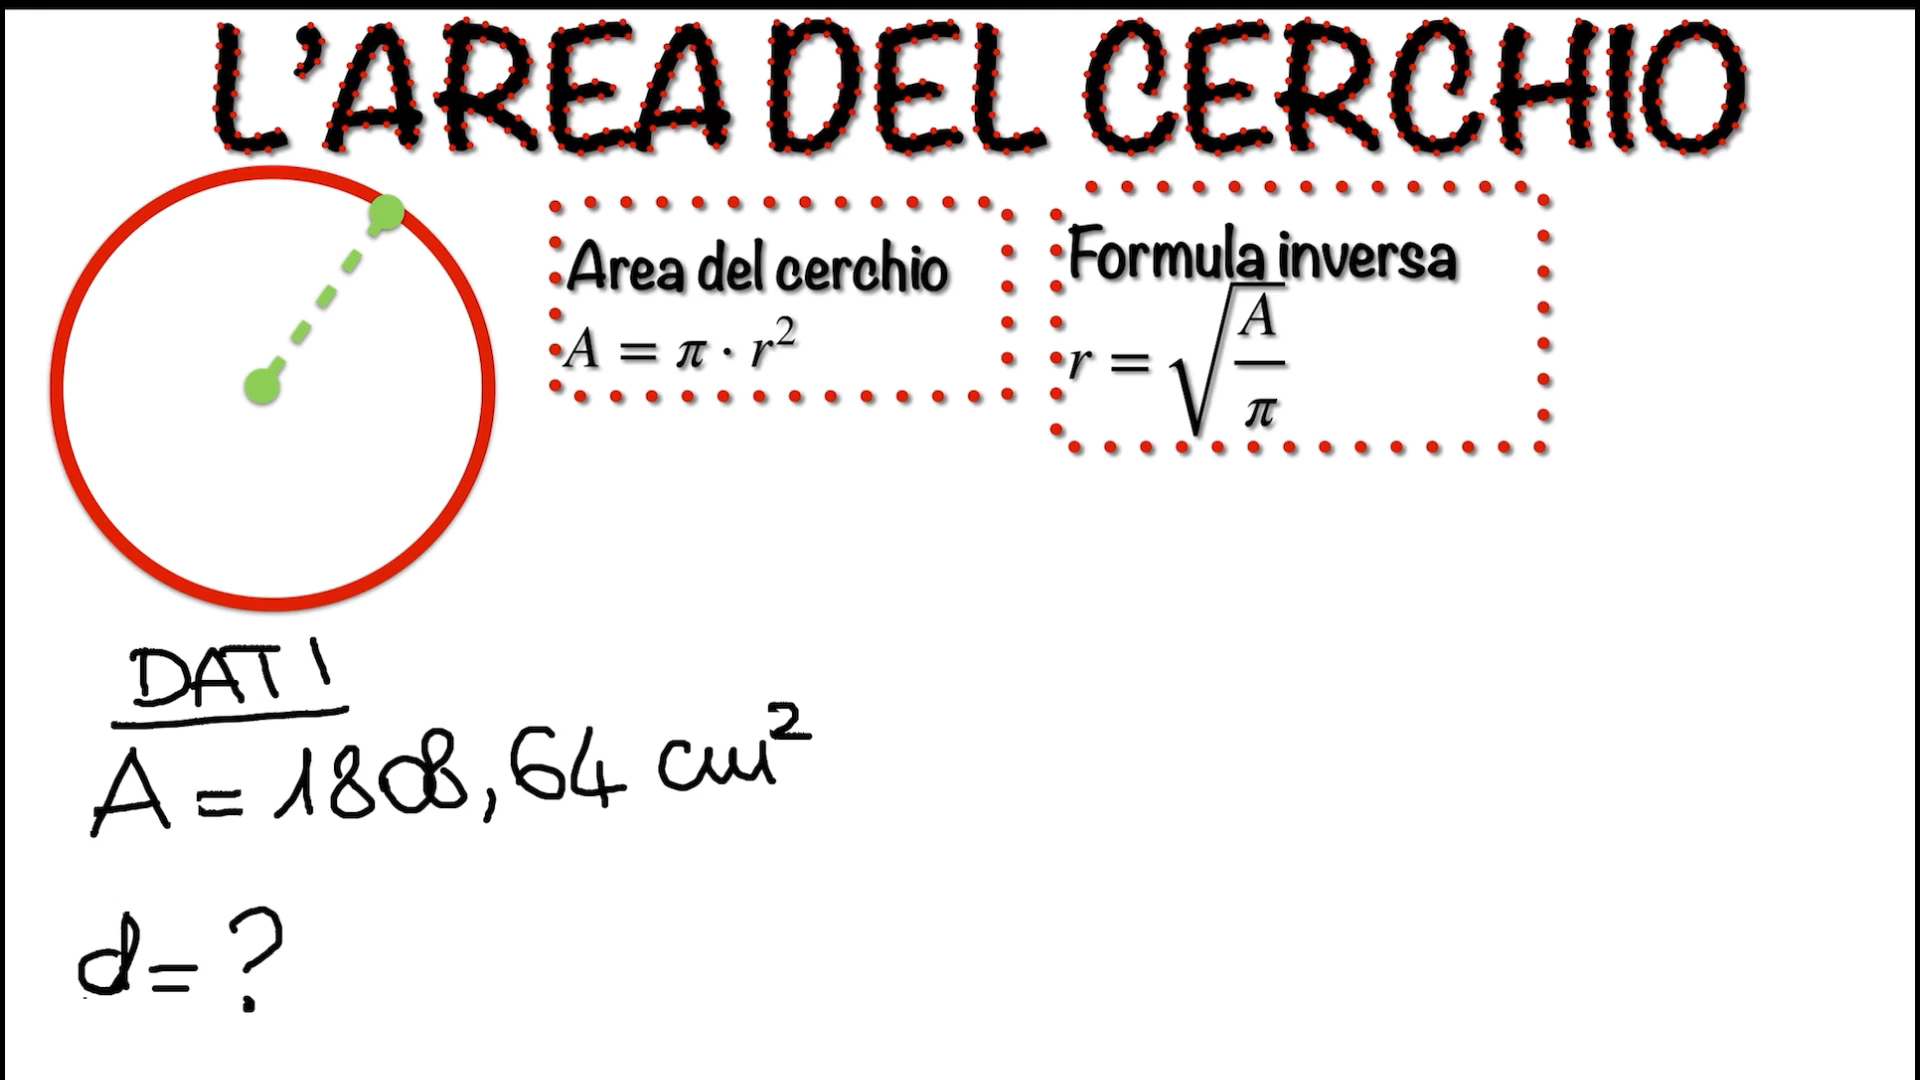 L'AREA DEL CERCHIO
Area del cerchio
A = π · r²
Formula inversa
r = √(A/π)
DATI
A = 1808,64 cm²
d = ?